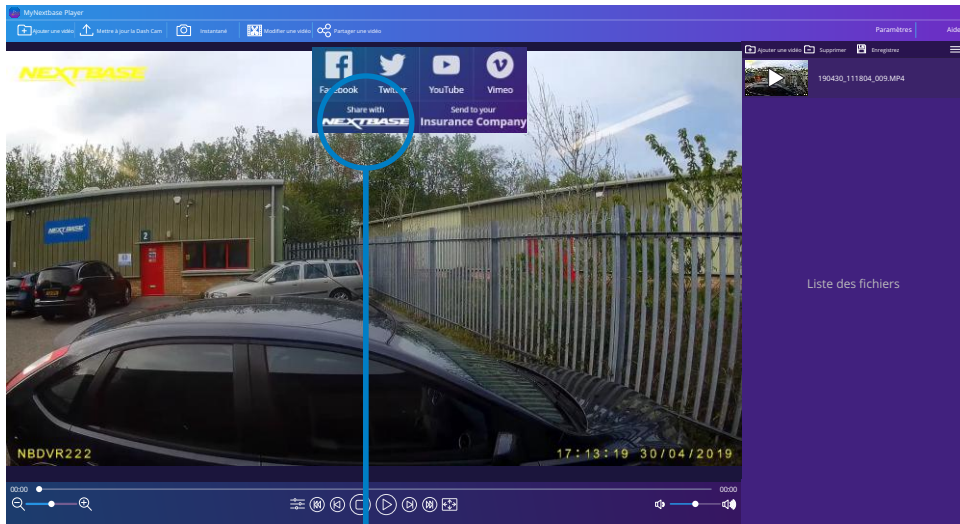 MyNextbase Player
Ajouter une vidéo Mettre à jour la Dash Cam Instantané Modifier une vidéo Partager une vidéo Paramètres Aide
Ajouter une vidéo Supprimer Enregistrez
190430_111804_009.MP4
NEXTBASE
Facebook Twitter YouTube Vimeo
Share with Send to your
NEXTBASE Insurance Company
NEXTBASE
2
Liste des fichiers
NBDVR222 17:13:19 30/04/2019
00:00 00:00